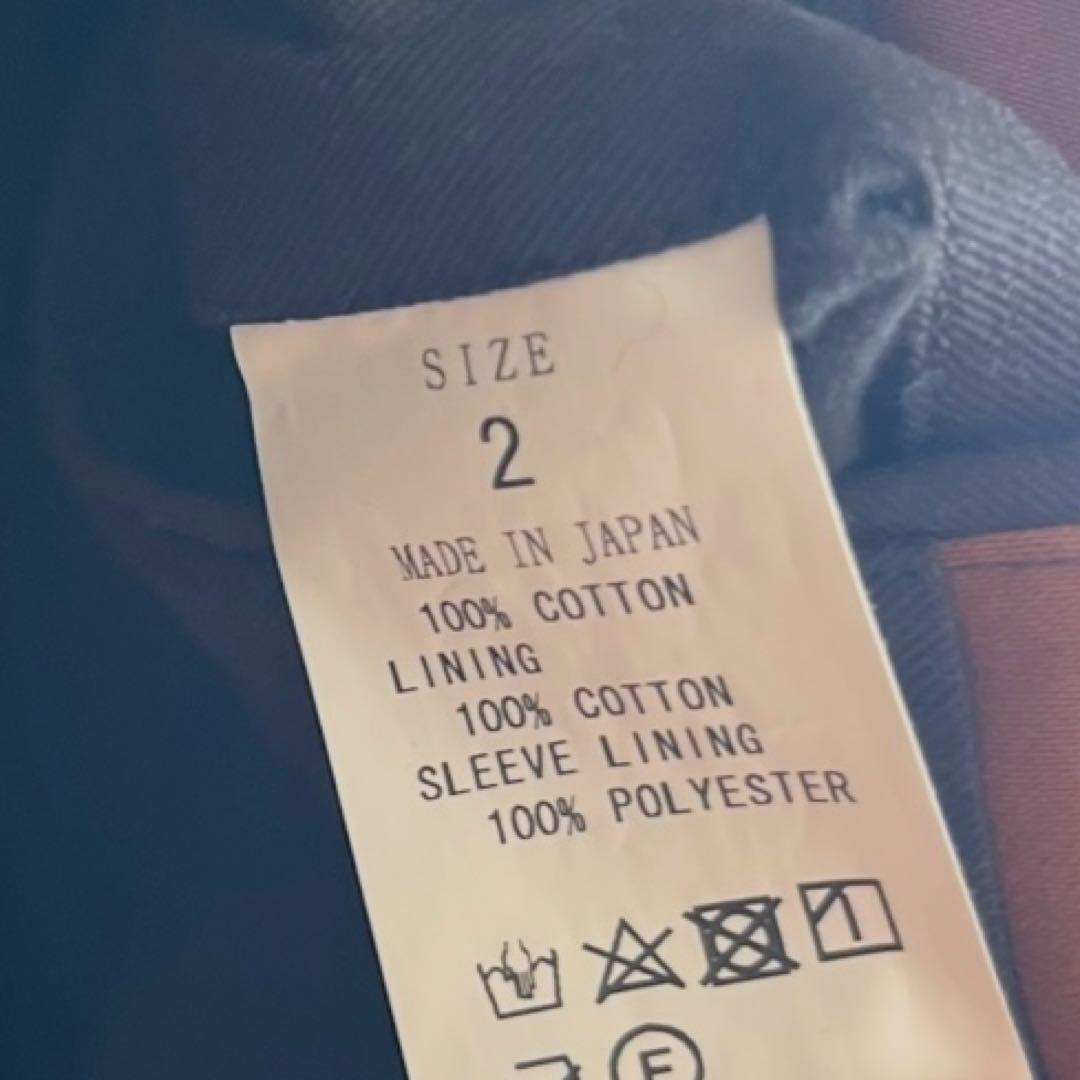 SIZE
2
MADE IN JAPAN
100% COTTON
LINING
100% COTTON
SLEEVE LINING
100% POLYESTER
F